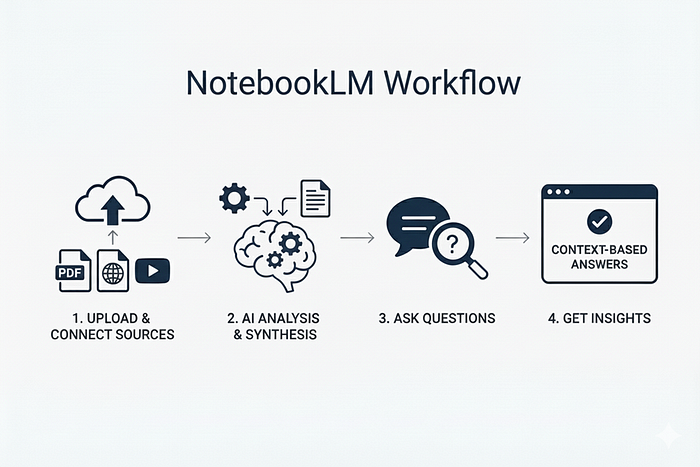 NotebookLM Workflow
PDF
?
CONTEXT-BASED
ANSWERS
1. UPLOAD &
CONNECT SOURCES
2. AI ANALYSIS
& SYNTHESIS
3. ASK QUESTIONS
4. GET INSIGHTS